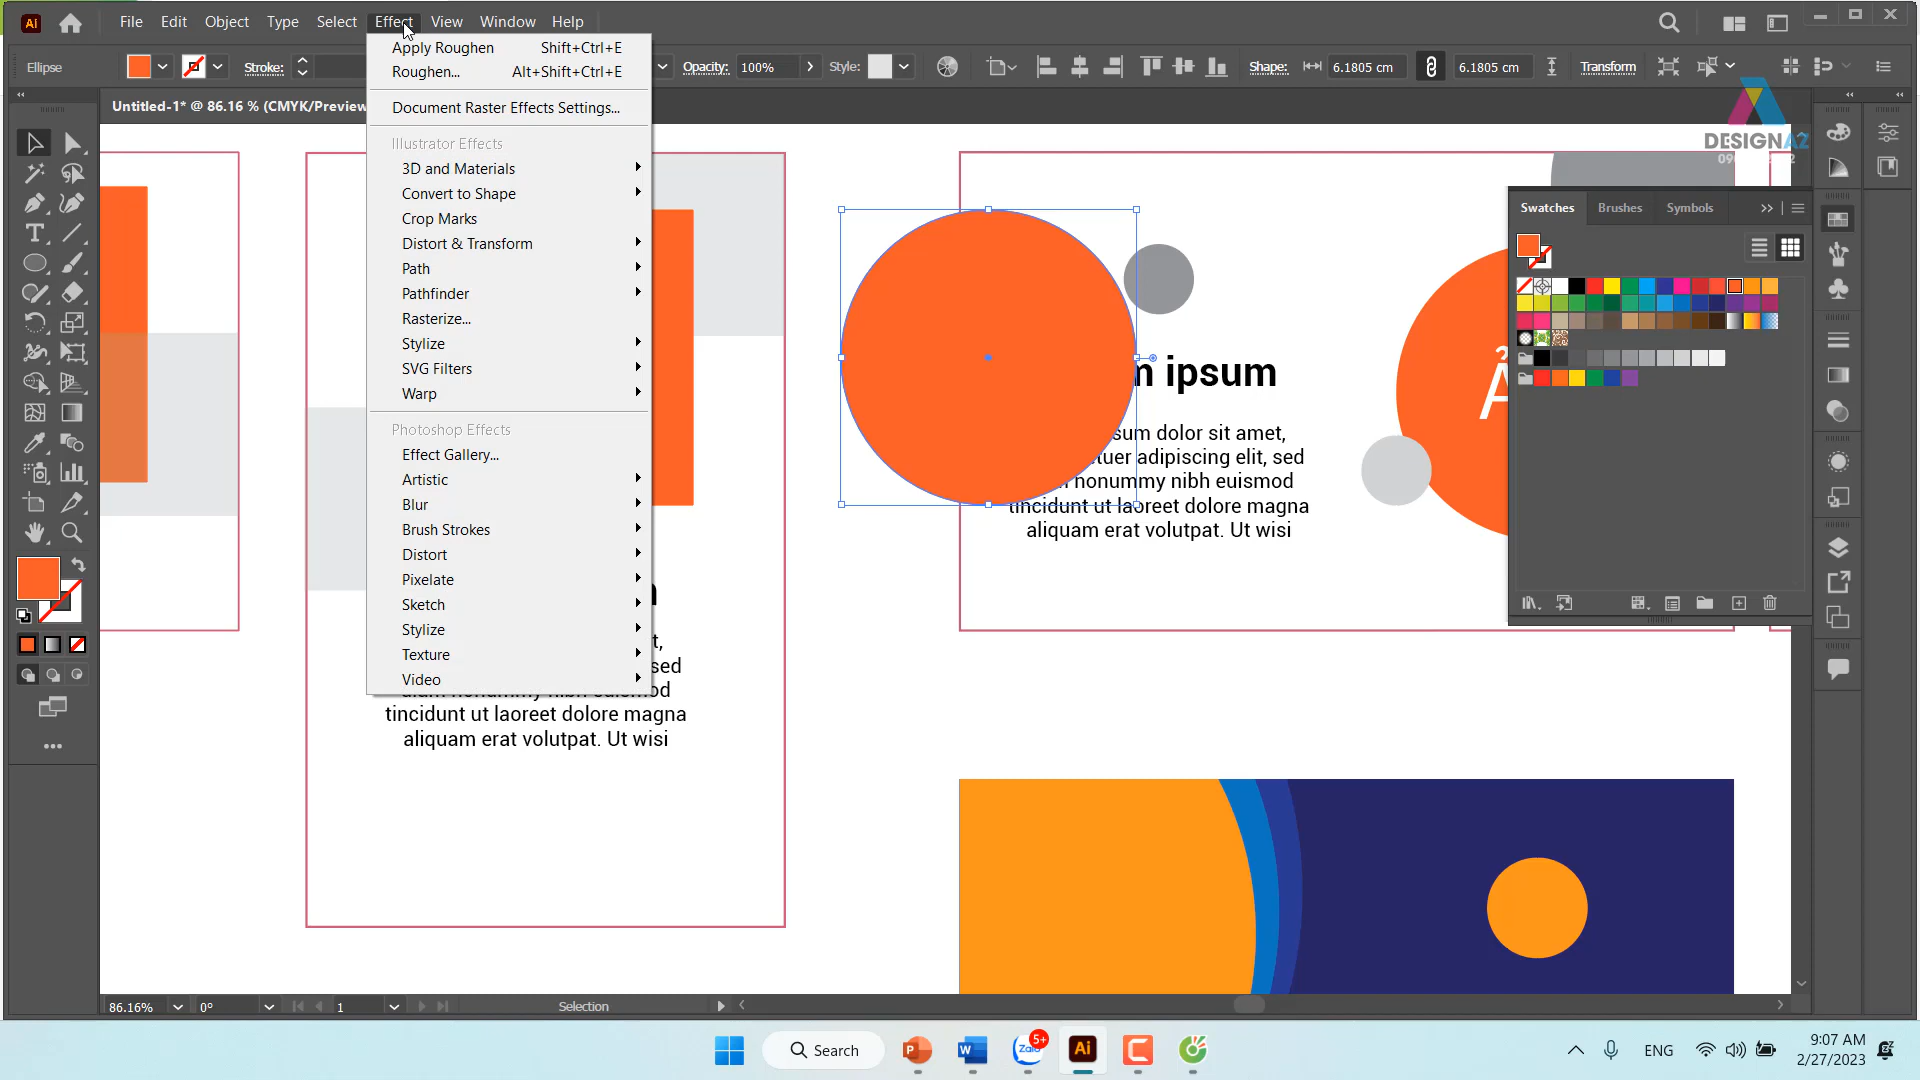 File Edit Object Type Select Effect View Window Help
Ellipse Stroke: Opacity: 100% Style: Shape: 6.1805 cm 6.1805 cm Transform
Untitled-1* @ 86.16 % (CMYK/Preview
Apply Roughen Shift+Ctrl+E
Roughen... Alt+Shift+Ctrl+E
Document Raster Effects Settings...
Illustrator Effects
3D and Materials
Convert to Shape
Crop Marks
Distort & Transform
Path
Pathfinder
Rasterize...
Stylize
SVG Filters
Warp
Photoshop Effects
Effect Gallery...
Artistic
Blur
Brush Strokes
Distort
Pixelate
Sketch
Stylize
Texture
Video
DESIGNA2
Swatches Brushes Symbols
ipsum
sum dolor sit amet,
tuer adipiscing elit, sed
nonummy nibh euismod
tincidunt ut laoreet dolore magna
aliquam erat volutpat. Ut wisi
sed
tincidunt ut laoreet dolore magna
aliquam erat volutpat. Ut wisi
86.16% 0° 1 Selection
Search Zalo 5+ Ai
ENG
9:07 AM
2/27/2023